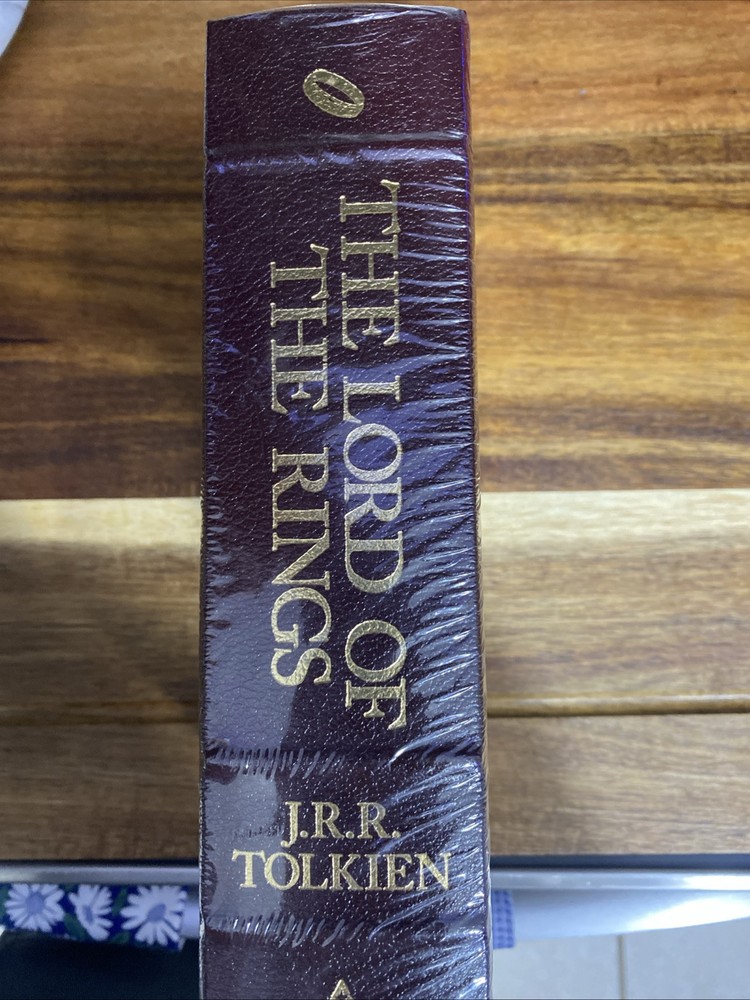 THE LORD OF
THE RINGS
J.R.R.
TOLKIEN